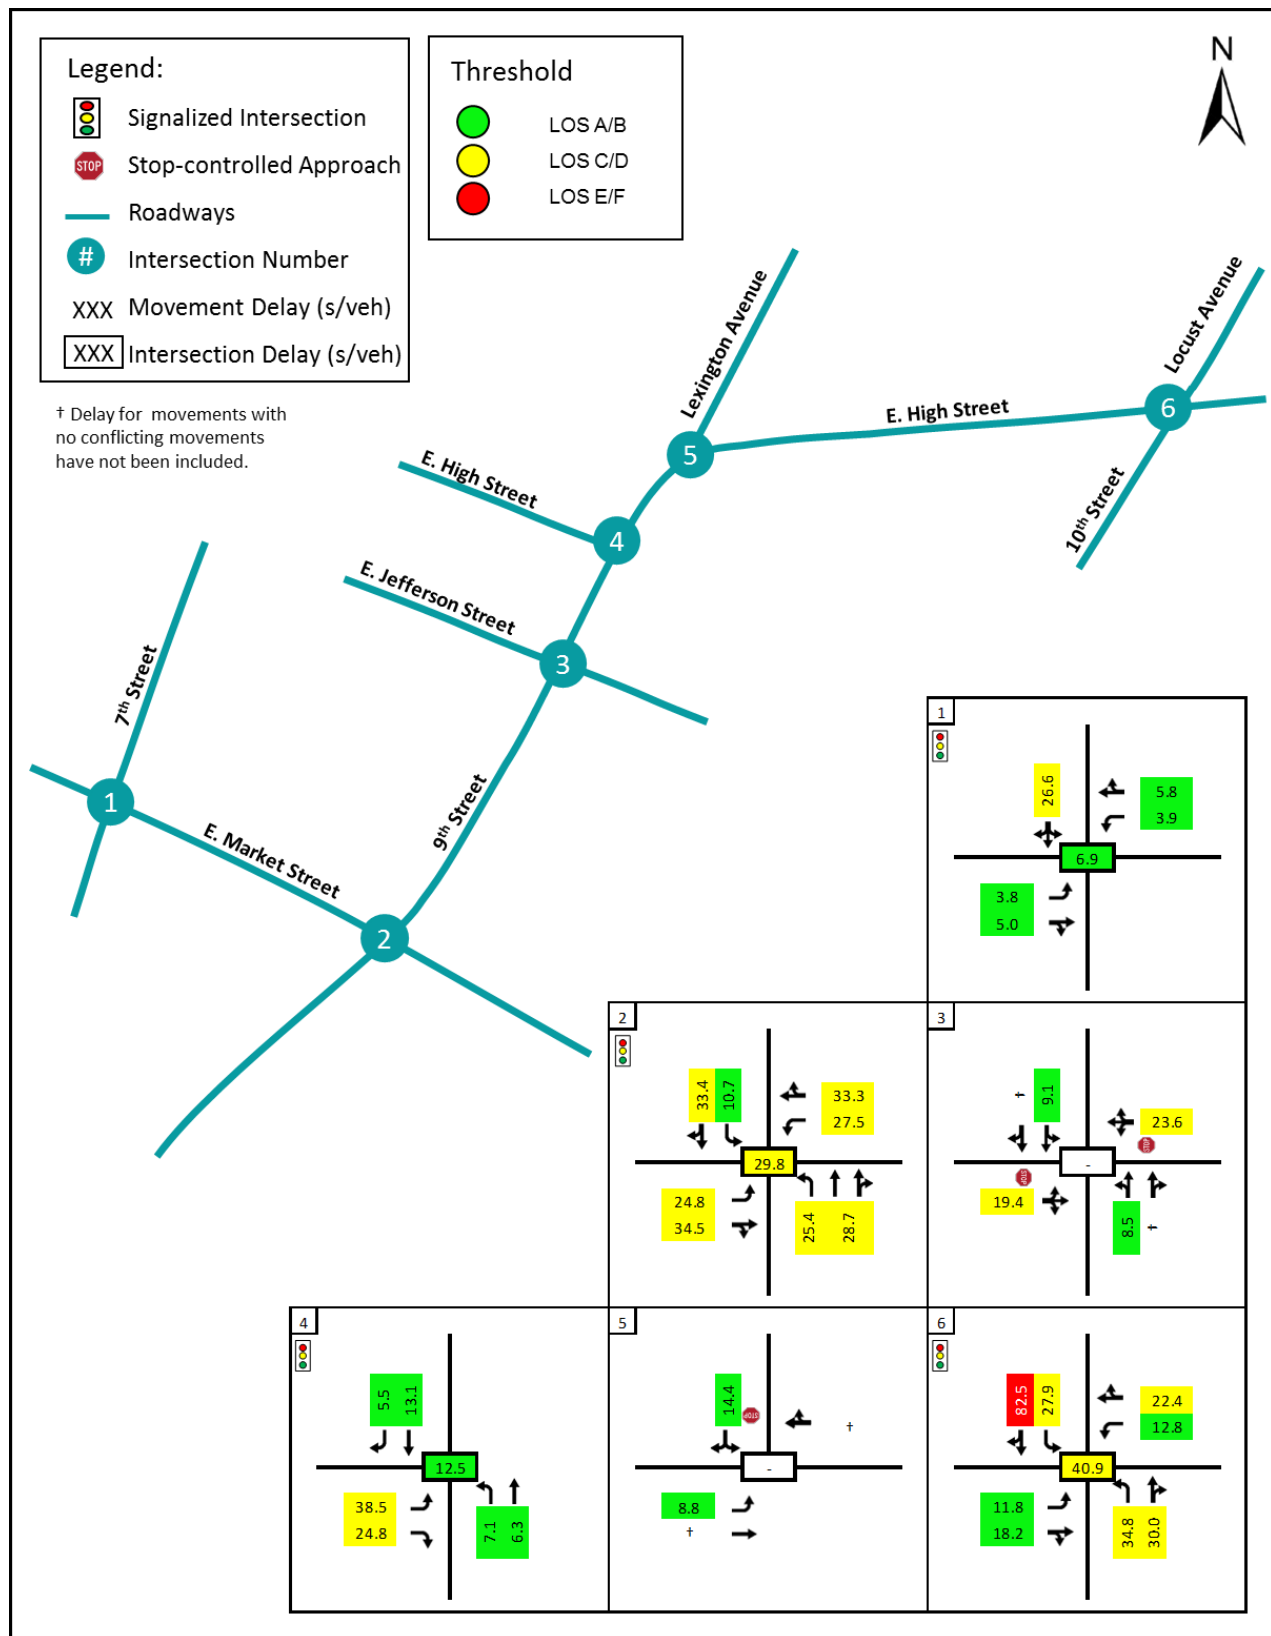 Legend:
Signalized Intersection
STOP Stop-controlled Approach
Roadways
# Intersection Number
XXX Movement Delay (s/veh)
XXX Intersection Delay (s/veh)
† Delay for movements with
no conflicting movements
have not been included.
Threshold
LOS A/B
LOS C/D
LOS E/F
N
Lexington Avenue
Locust Avenue
E. High Street
6
5
E. High Street
10th Street
4
E. Jefferson Street
3
7th Street
1
9th Street
E. Market Street
2
1
26.6
5.8
3.9
6.9
3.8
5.0
2
33.4
10.7
33.3
27.5
29.8
24.8
34.5
25.4
28.7
3
†
9.1
23.6
STOP
-
STOP
19.4
8.5
†
4
5.5
13.1
12.5
38.5
24.8
7.1
6.3
5
14.4
STOP
†
-
8.8
†
6
82.5
27.9
22.4
12.8
40.9
11.8
18.2
34.8
30.0